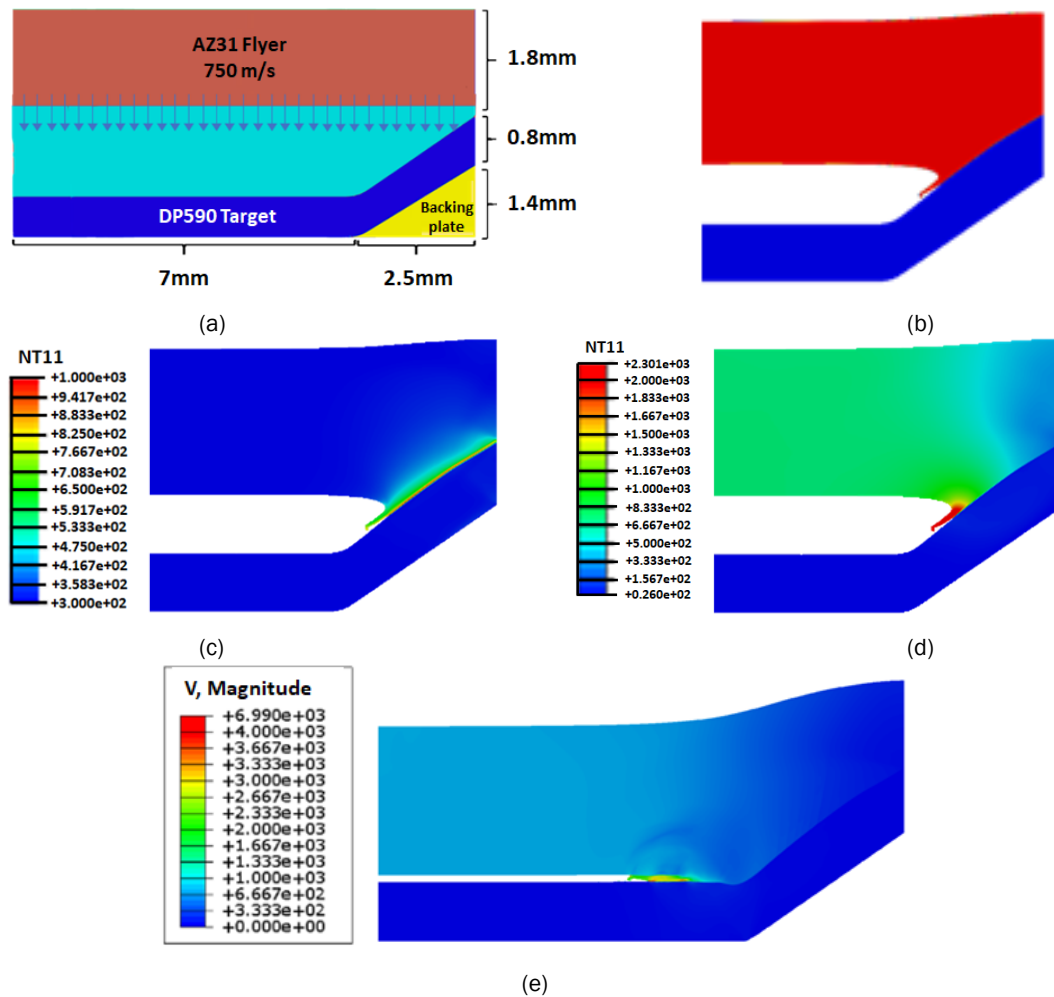 AZ31 Flyer
750 m/s
1.8mm
0.8mm
1.4mm
DP590 Target
Backing
plate
7mm
2.5mm
(a)
(b)
NT11
+1.000e+03
+9.417e+02
+8.833e+02
+8.250e+02
+7.667e+02
+7.083e+02
+6.500e+02
+5.917e+02
+5.333e+02
+4.750e+02
+4.167e+02
+3.583e+02
+3.000e+02
(c)
NT11
+2.301e+03
+2.000e+03
+1.833e+03
+1.667e+03
+1.500e+03
+1.333e+03
+1.167e+03
+1.000e+03
+8.333e+02
+6.667e+02
+5.000e+02
+3.333e+02
+1.567e+02
+0.260e+02
(d)
V, Magnitude
+6.990e+03
+4.000e+03
+3.667e+03
+3.333e+03
+3.000e+03
+2.667e+03
+2.333e+03
+2.000e+03
+1.667e+03
+1.333e+03
+1.000e+03
+6.667e+02
+3.333e+02
+0.000e+00
(e)